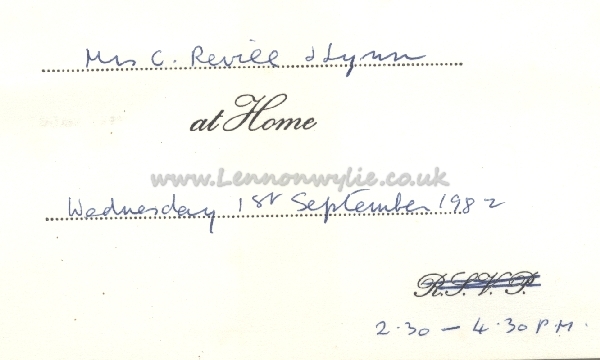 Mrs C. Revill & Lynn
at Home
www.Lennonwylie.co.uk
Wednesday 1st September 1982
R.S.V.P.
2.30 – 4.30 P.M.